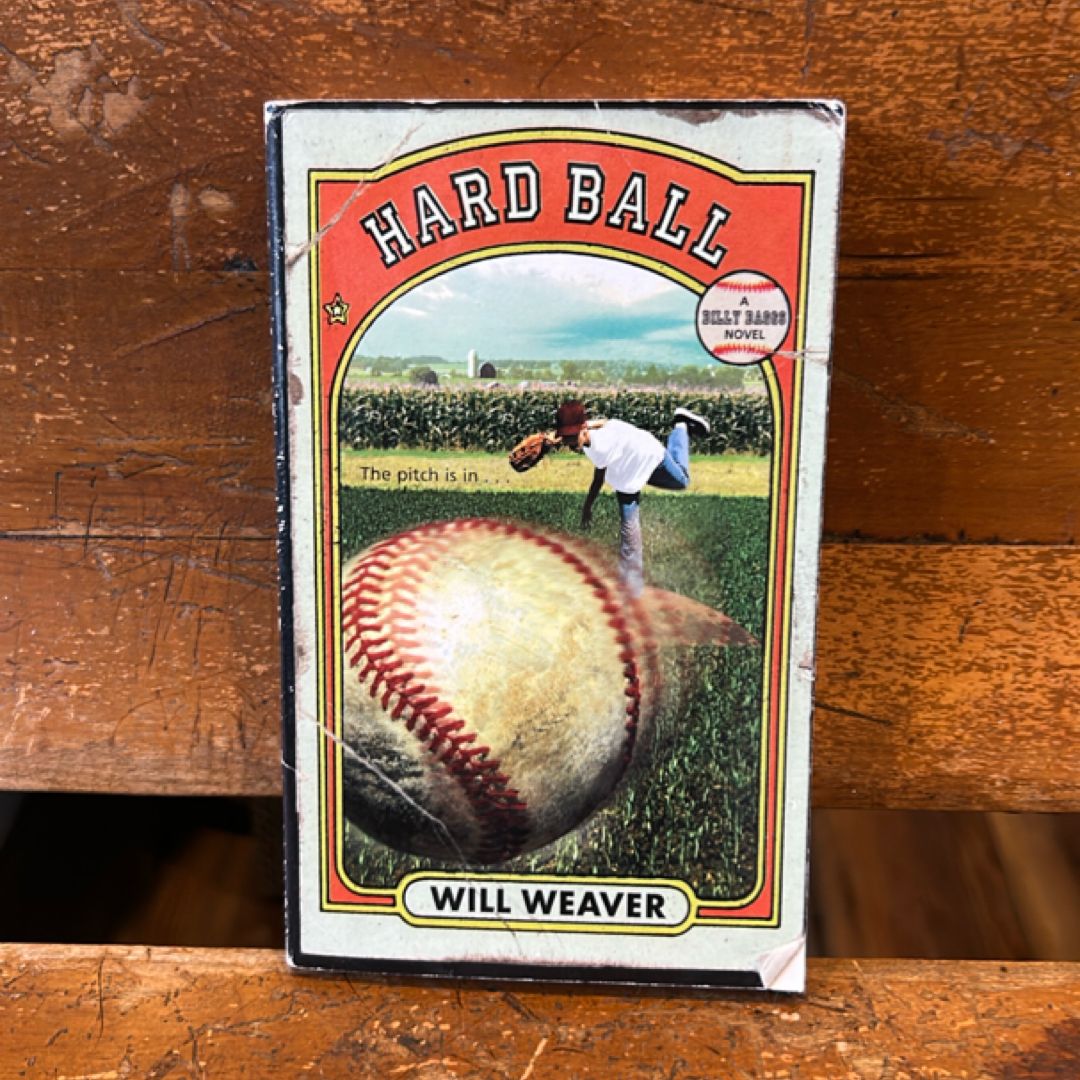 HARD BALL
A
BILLY BAGGS
NOVEL
The pitch is in . . .
WILL WEAVER